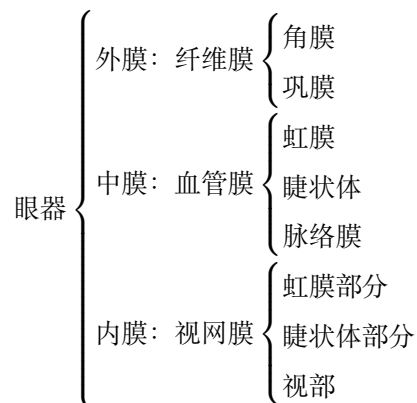 角膜
外膜：纤维膜
巩膜
虹膜
中膜：血管膜
睫状体
眼器
脉络膜
虹膜部分
内膜：视网膜
睫状体部分
视部